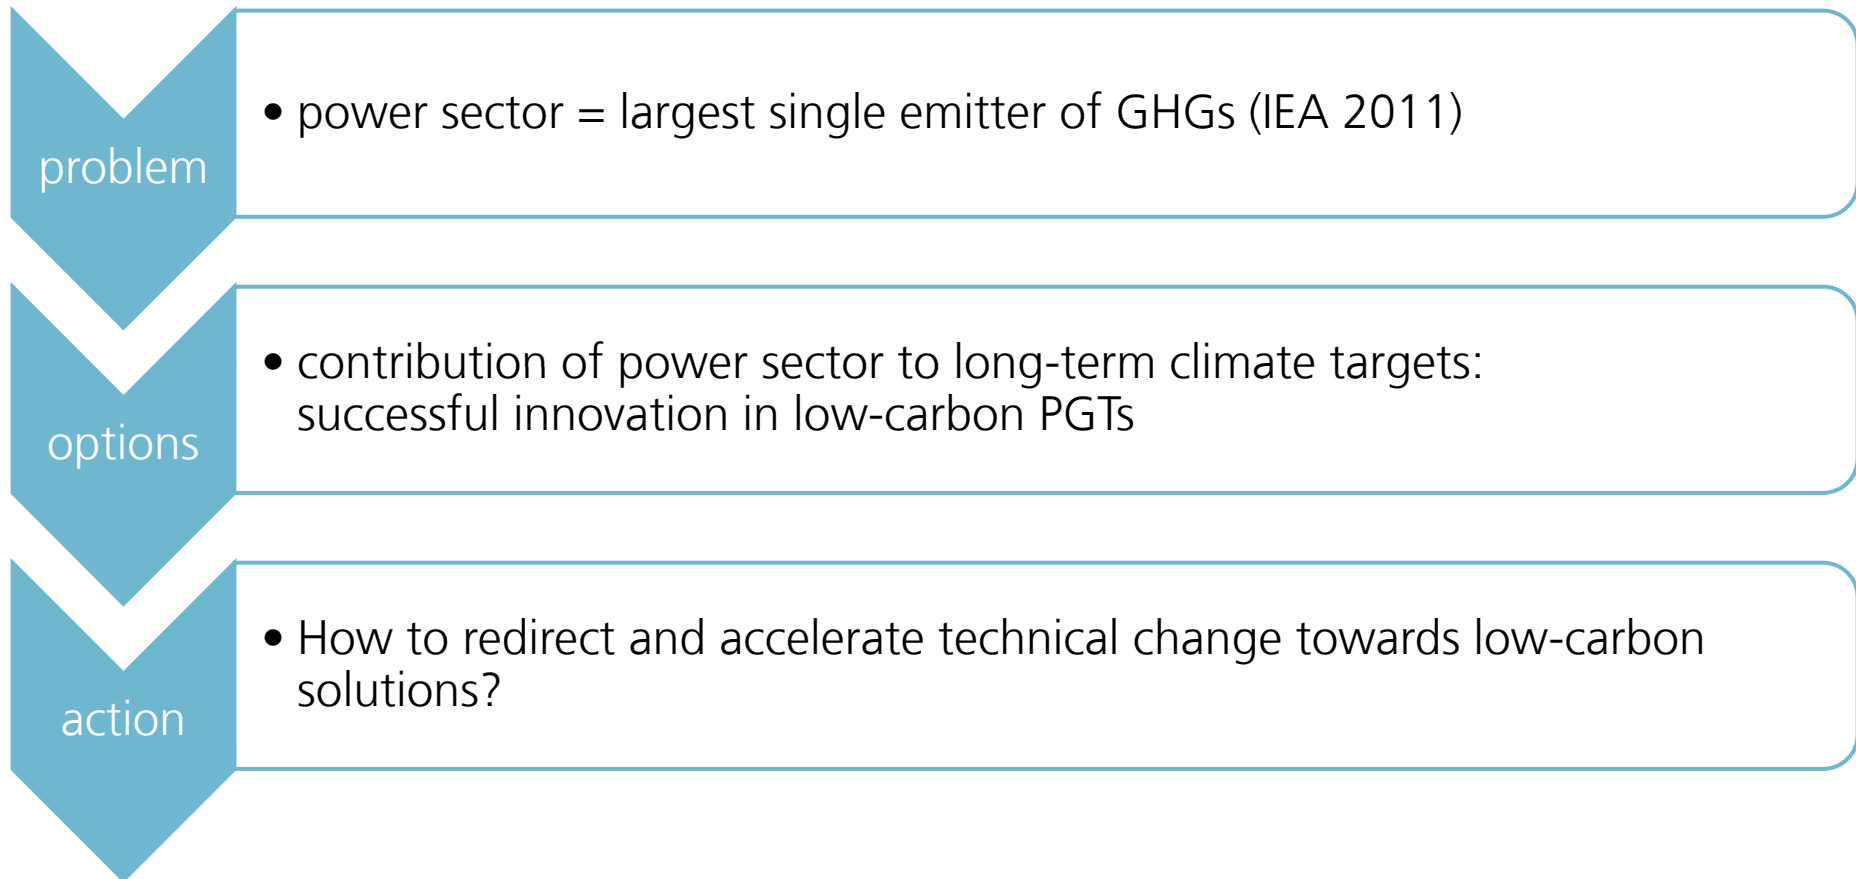 problem
• power sector = largest single emitter of GHGs (IEA 2011)
options
• contribution of power sector to long-term climate targets:
successful innovation in low-carbon PGTs
action
• How to redirect and accelerate technical change towards low-carbon
solutions?